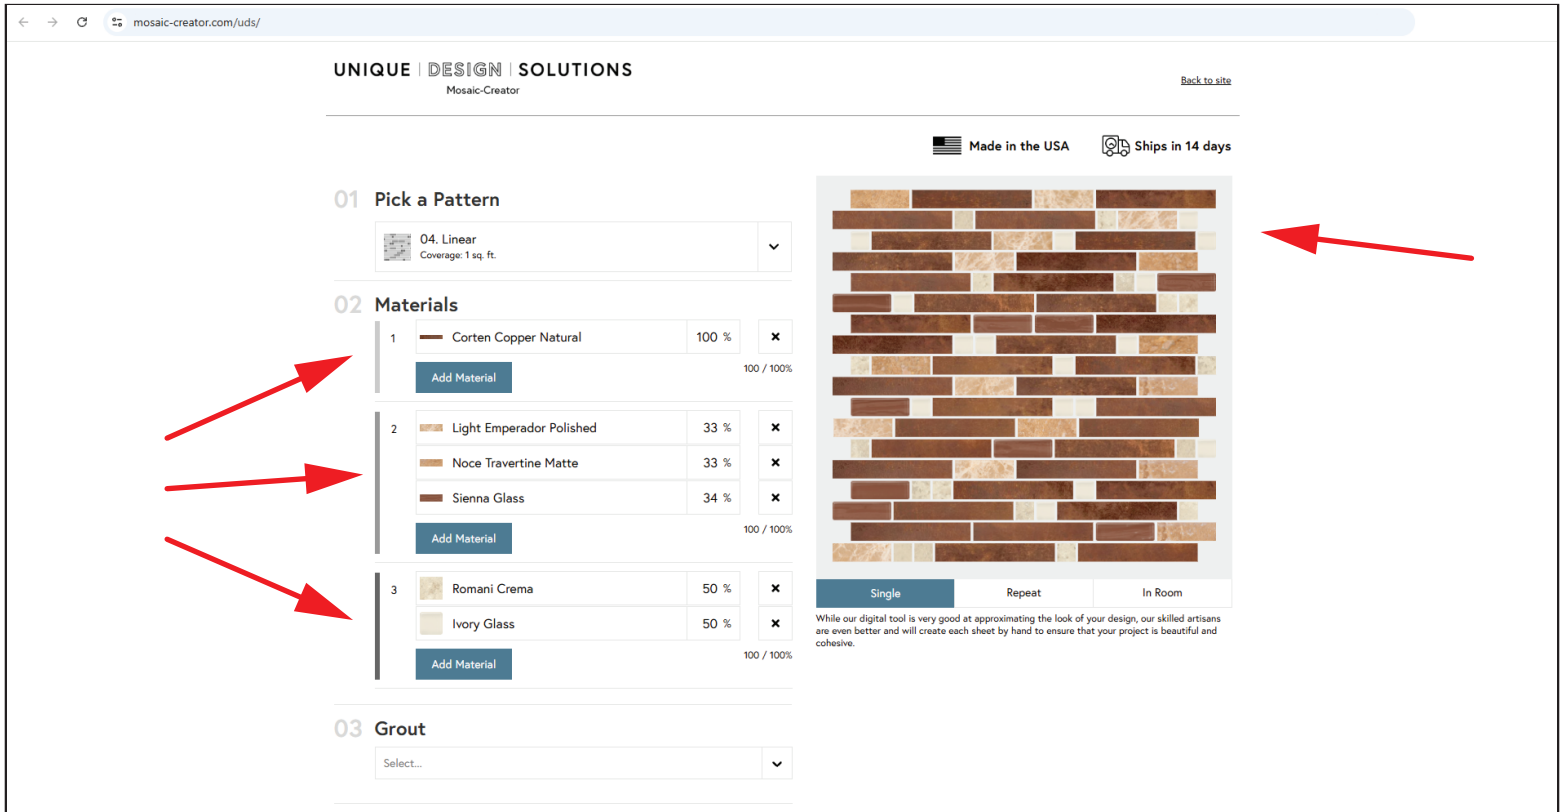 mosaic-creator.com/uds/
UNIQUE | DESIGN | SOLUTIONS
Mosaic-Creator
Back to site
Made in the USA
Ships in 14 days
01 Pick a Pattern
04. Linear
Coverage: 1 sq. ft.
02 Materials
1 Corten Copper Natural 100 %
Add Material 100 / 100%
2 Light Emperador Polished 33 %
Noce Travertine Matte 33 %
Sienna Glass 34 %
Add Material 100 / 100%
3 Romani Crema 50 %
Ivory Glass 50 %
Add Material 100 / 100%
03 Grout
Select...
Single Repeat In Room
While our digital tool is very good at approximating the look of your design, our skilled artisans
are even better and will create each sheet by hand to ensure that your project is beautiful and
cohesive.